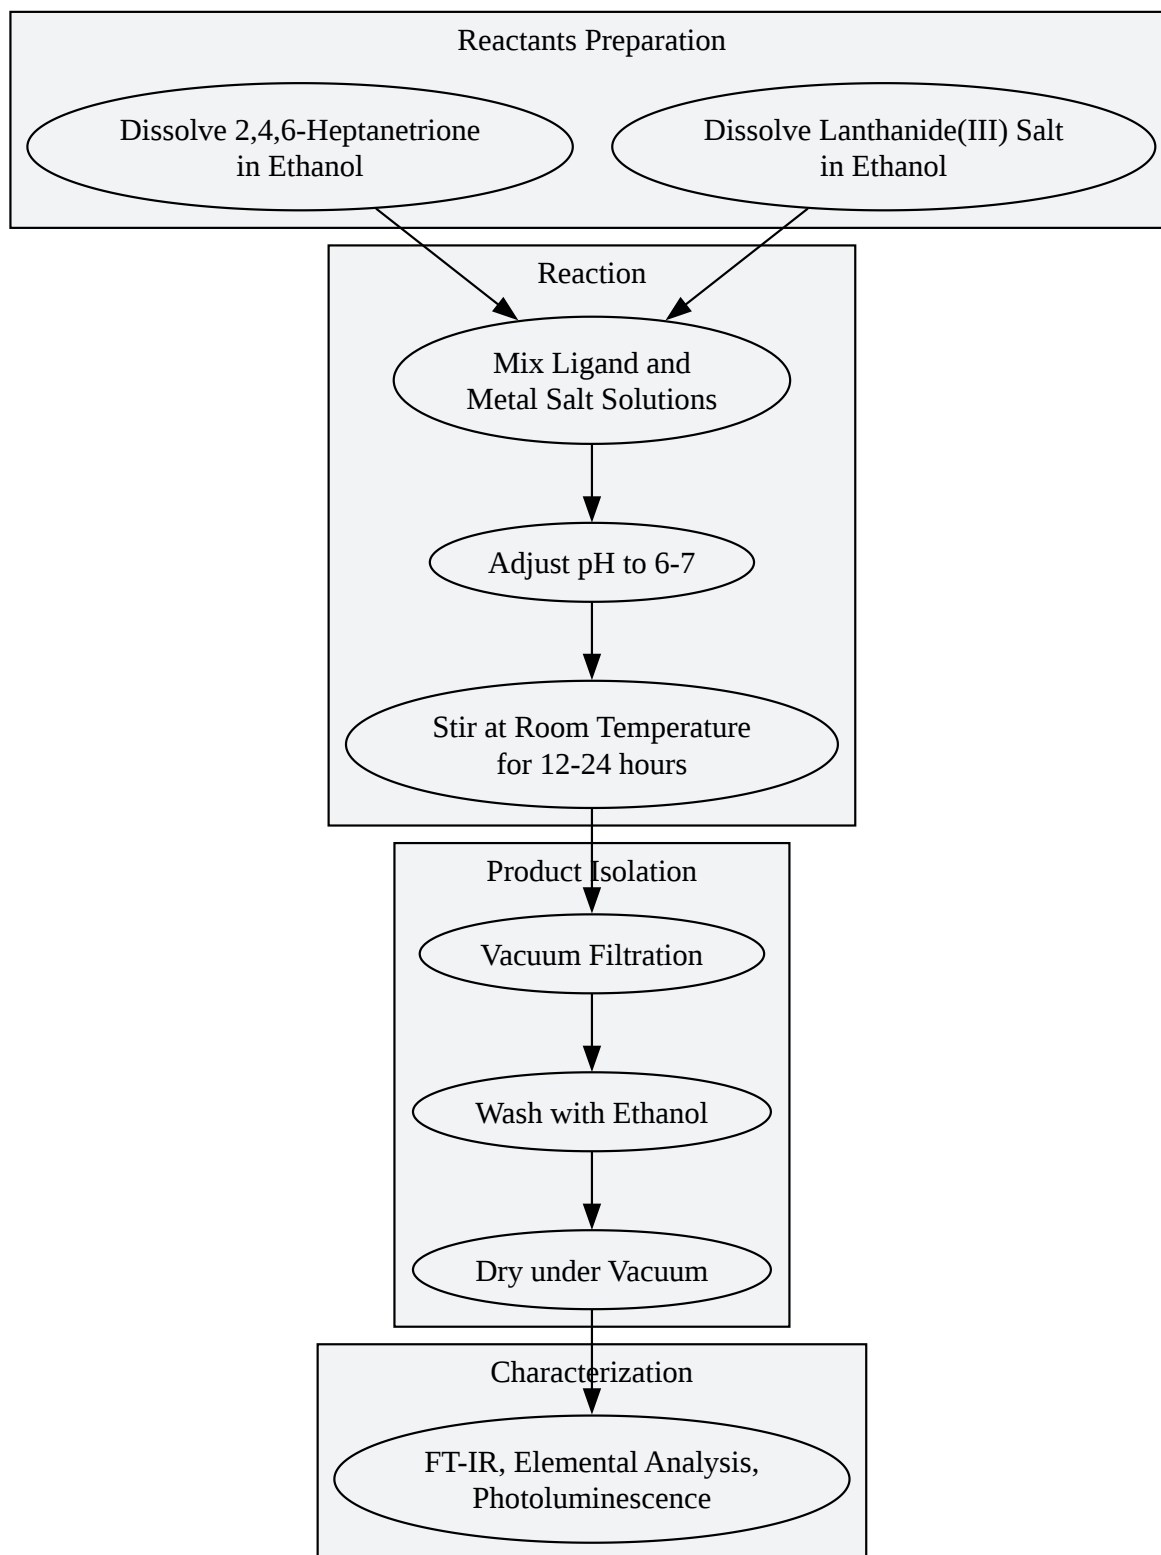 Reactants Preparation
Dissolve 2,4,6-Heptanetrione
in Ethanol
Dissolve Lanthanide(III) Salt
in Ethanol
Reaction
Mix Ligand and
Metal Salt Solutions
Adjust pH to 6-7
Stir at Room Temperature
for 12-24 hours
Product Isolation
Vacuum Filtration
Wash with Ethanol
Dry under Vacuum
Characterization
FT-IR, Elemental Analysis,
Photoluminescence